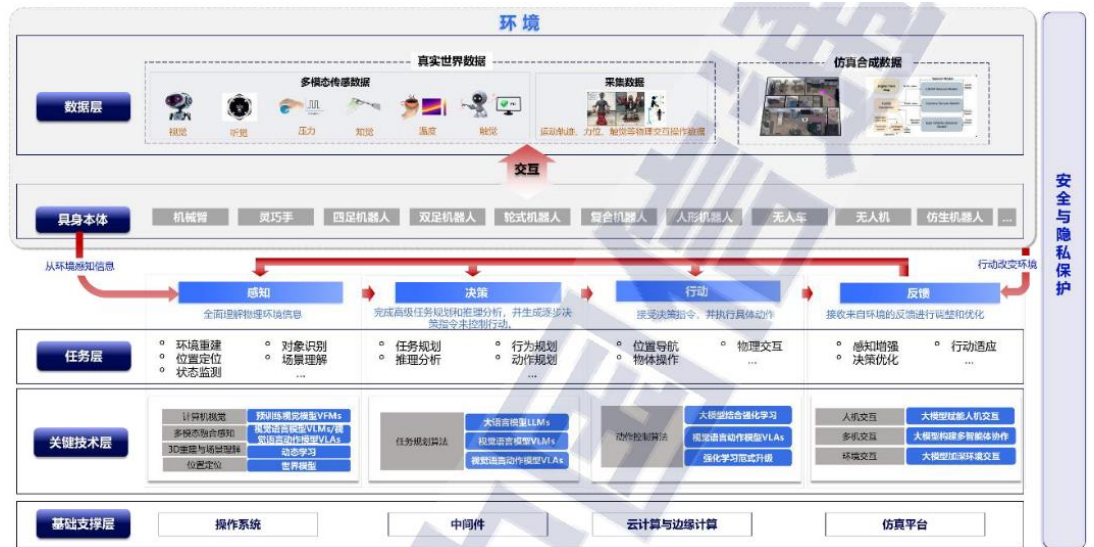 环境
真实世界数据
仿真合成数据
多模态传感数据
采集数据
数据层
视觉
听觉
压力
知觉
温度
触觉
运动轨迹、力位、触觉等物理交互操作数据
交互
具身本体
机械臂
灵巧手
四足机器人
双足机器人
轮式机器人
复合机器人
人形机器人
无人车
无人机
仿生机器人
...
安全与隐私保护
从环境感知信息
行动改变环境
感知
决策
行动
反馈
全面理解物理环境信息
完成高级任务规划和推理分析，并生成逐步决
策指令来控制行动。
接受决策指令、并执行具体动作
接收来自环境的反馈进行调整和优化
任务层
环境重建
位置定位
状态监测
对象识别
场景理解
...
任务规划
推理分析
行为规划
动作规划
...
位置导航
物体操作
物理交互
...
感知增强
决策优化
行动适应
...
关键技术层
计算机视觉
预训练视觉模型VFMs
多模态融合感知
视觉语言模型VLMs/视
觉语言动作模型VLAs
3D重建与场景理解
动态学习
位置定位
世界模型
任务规划算法
大语言模型LLMs
视觉语言模型VLMs
视觉语言动作模型VLAs
动作控制算法
大模型结合强化学习
视觉语言动作模型VLAs
强化学习范式升级
人机交互
大模型赋能人机交互
多机交互
大模型构建多智能体协作
环境交互
大模型加深环境交互
基础支撑层
操作系统
中间件
云计算与边缘计算
仿真平台